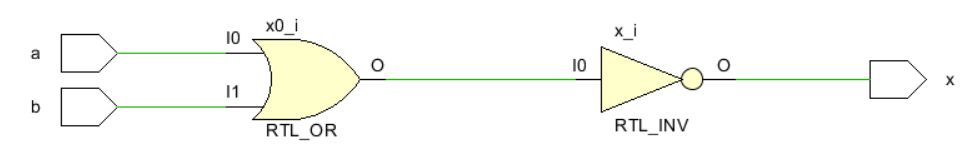 a
b
I0
I1
x0_i
RTL_OR
O
I0
x_i
RTL_INV
O
x